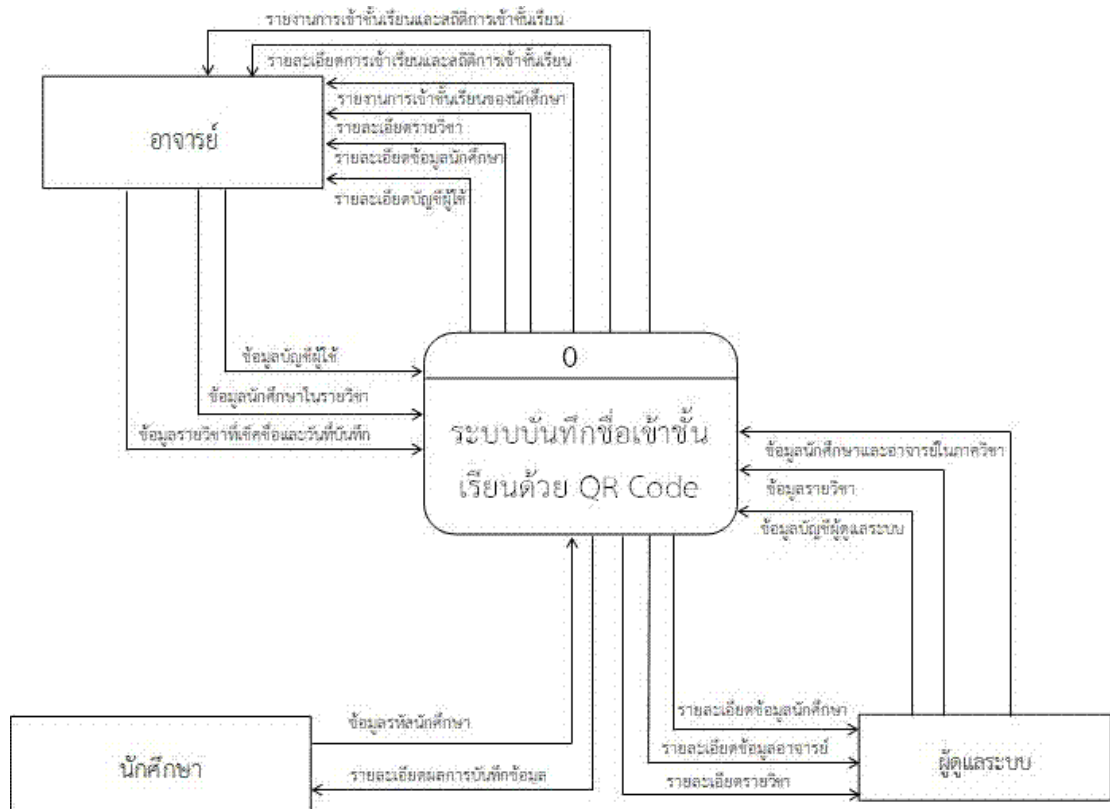 รายงานการเข้าชั้นเรียนและสถิติการเข้าชั้นเรียน
รายละเอียดการเข้าเรียนและสถิติการเข้าชั้นเรียน
รายงานการเข้าชั้นเรียนของนักศึกษา
อาจารย์
รายละเอียดรายวิชา
รายละเอียดข้อมูลนักศึกษา
รายละเอียดบัญชีผู้ใช้
0
ข้อมูลบัญชีผู้ใช้
ข้อมูลนักศึกษาในรายวิชา
ข้อมูลรายวิชาที่เช็คชื่อและวันที่บันทึก
ระบบบันทึกชื่อเข้าชั้น
เรียนด้วย QR Code
ข้อมูลนักศึกษาและอาจารย์ในภาควิชา
ข้อมูลรายวิชา
ข้อมูลบัญชีผู้ดูแลระบบ
ข้อมูลรหัสนักศึกษา
นักศึกษา
รายละเอียดผลการบันทึกข้อมูล
รายละเอียดข้อมูลนักศึกษา
รายละเอียดข้อมูลอาจารย์
รายละเอียดรายวิชา
ผู้ดูแลระบบ